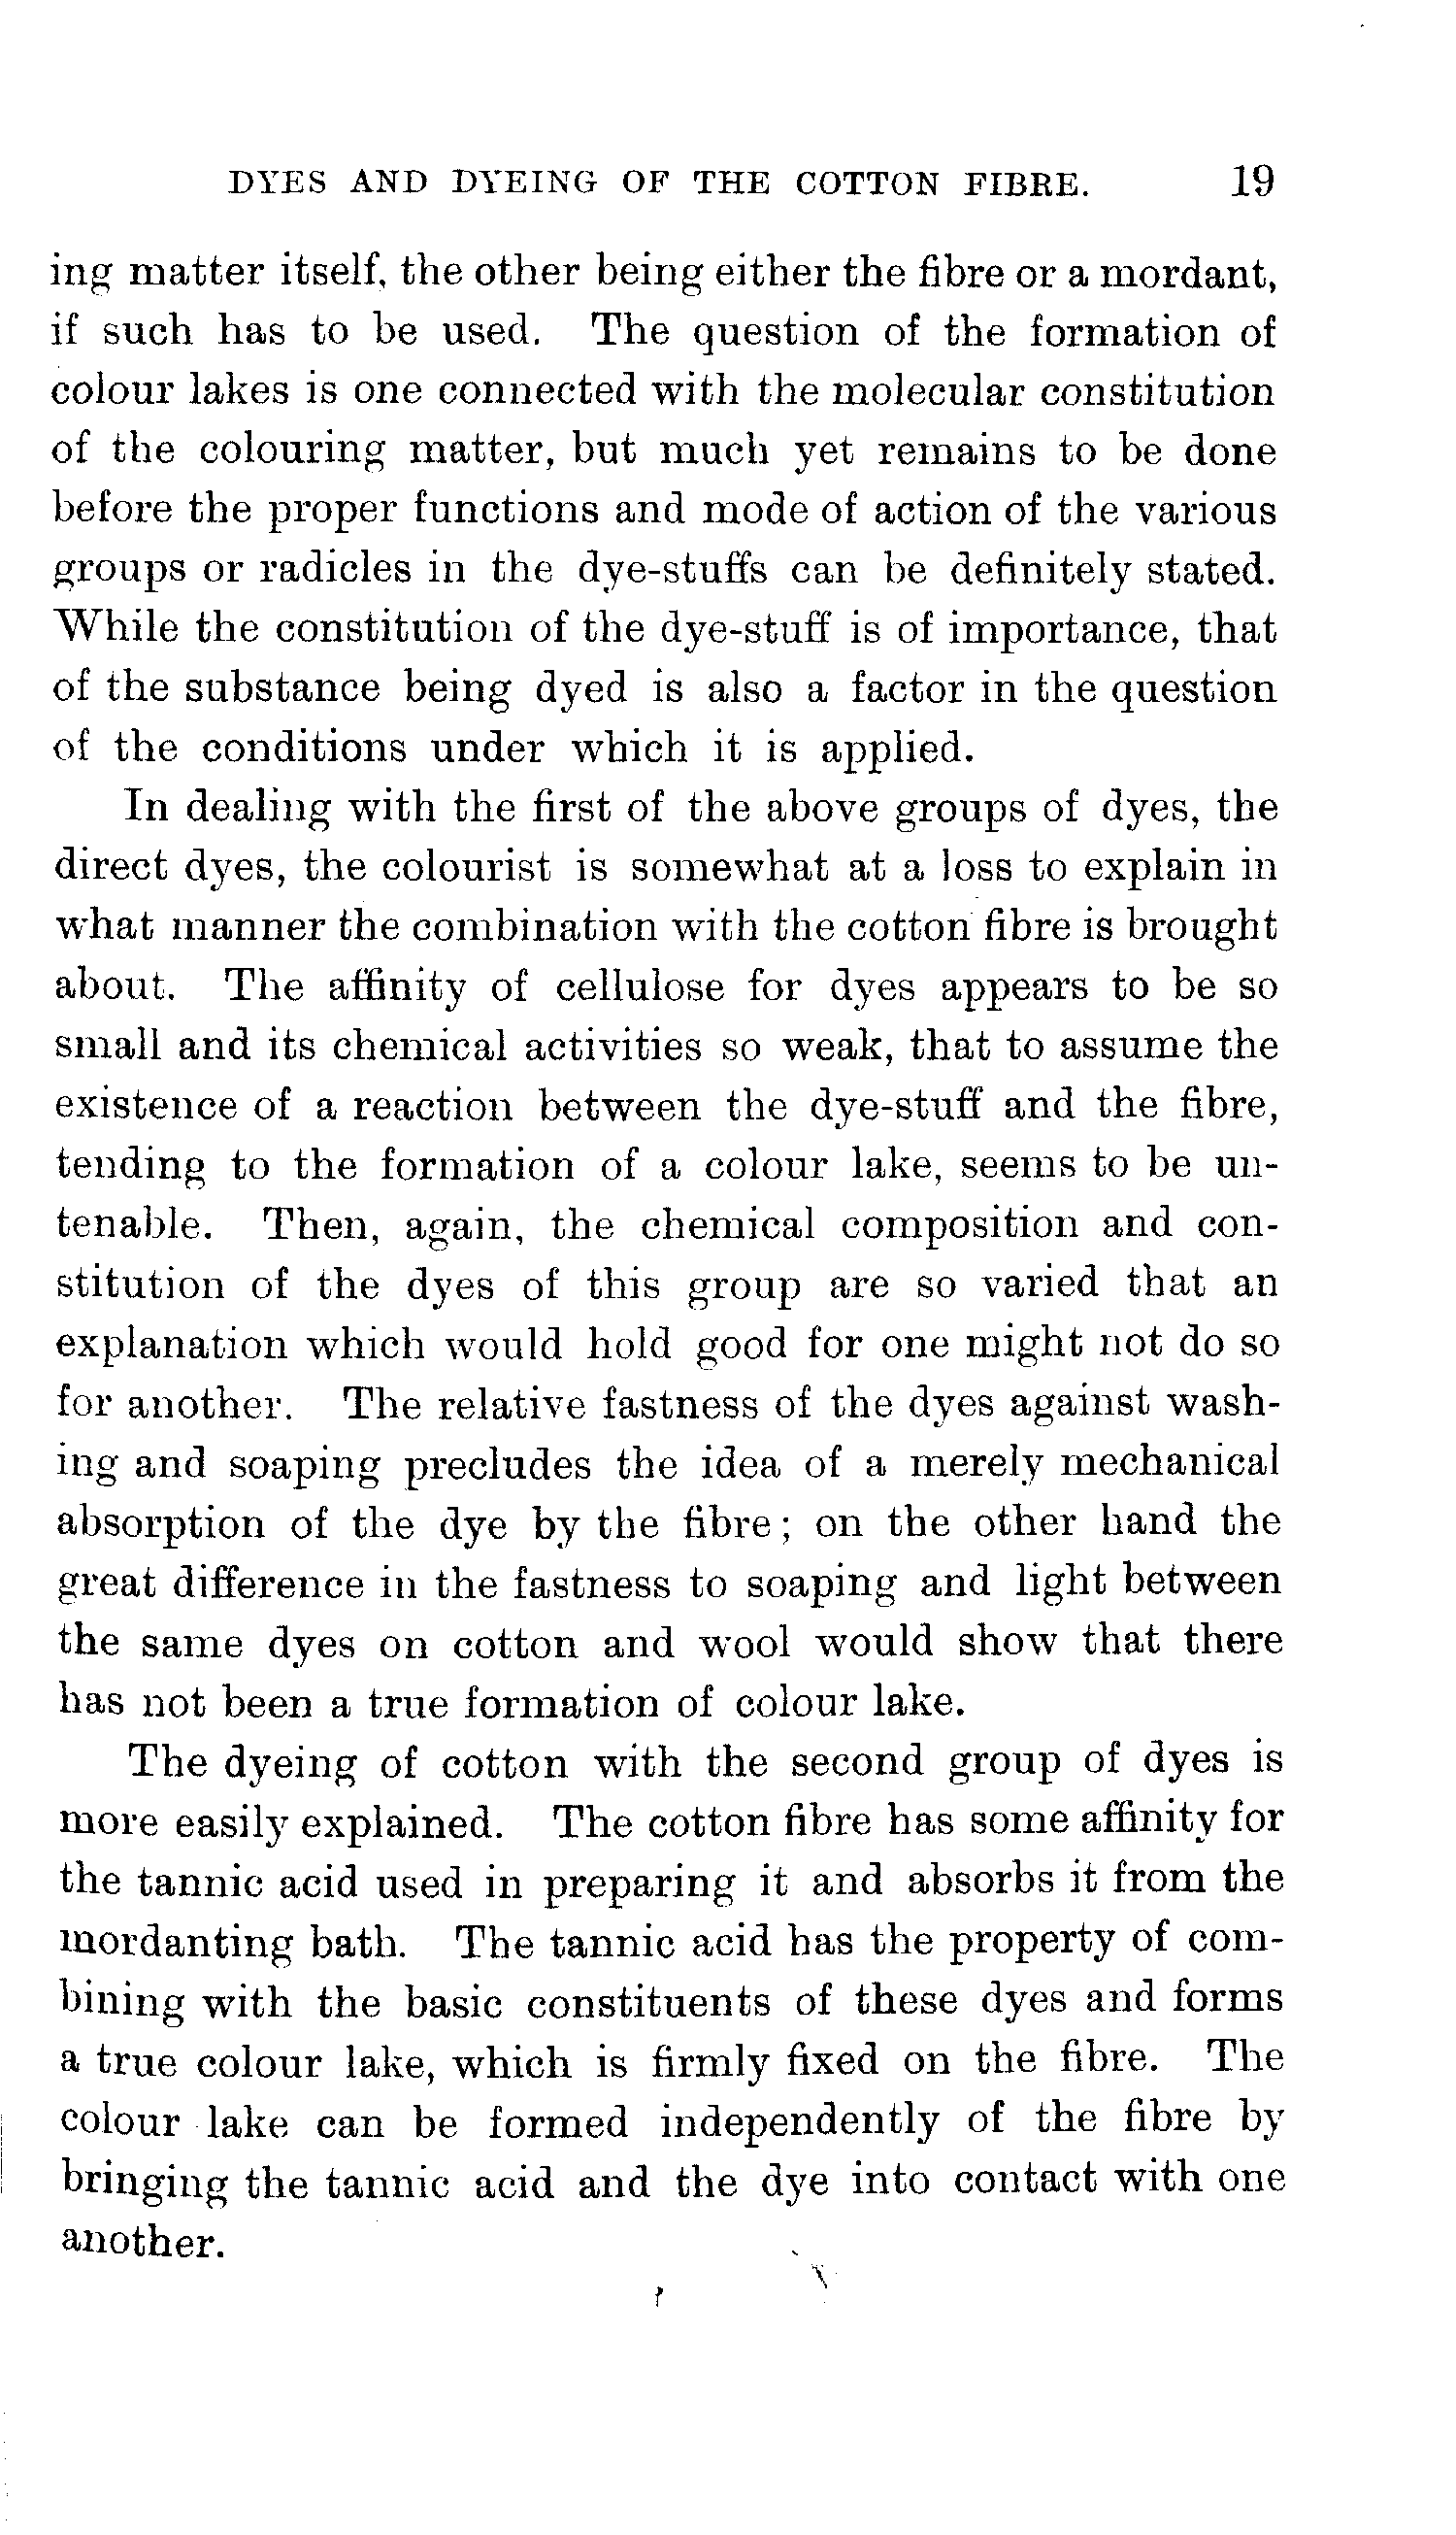 DYES AND DYEING OF THE COTTON FIBRE. 19
ing matter itself, the other being either the fibre or a mordant,
if such has to be used. The question of the formation of
colour lakes is one connected with the molecular constitution
of the colouring matter, but much yet remains to be done
before the proper functions and mode of action of the various
groups or radicles in the dye-stuffs can be definitely stated.
While the constitution of the dye-stuff is of importance, that
of the substance being dyed is also a factor in the question
of the conditions under which it is applied.
In dealing with the first of the above groups of dyes, the
direct dyes, the colourist is somewhat at a loss to explain in
what manner the combination with the cotton fibre is brought
about. The affinity of cellulose for dyes appears to be so
small and its chemical activities so weak, that to assume the
existence of a reaction between the dye-stuff and the fibre,
tending to the formation of a colour lake, seems to be un-
tenable. Then, again, the chemical composition and con-
stitution of the dyes of this group are so varied that an
explanation which would hold good for one might not do so
for another. The relative fastness of the dyes against wash-
ing and soaping precludes the idea of a merely mechanical
absorption of the dye by the fibre; on the other hand the
great difference in the fastness to soaping and light between
the same dyes on cotton and wool would show that there
has not been a true formation of colour lake.
The dyeing of cotton with the second group of dyes is
more easily explained. The cotton fibre has some affinity for
the tannic acid used in preparing it and absorbs it from the
mordanting bath. The tannic acid has the property of com-
bining with the basic constituents of these dyes and forms
a true colour lake, which is firmly fixed on the fibre. The
colour lake can be formed independently of the fibre by
bringing the tannic acid and the dye into contact with one
another.